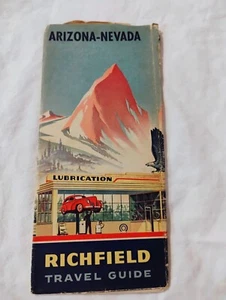 ARIZONA-NEVADA
LUBRICATION
RICHFIELD
TRAVEL GUIDE